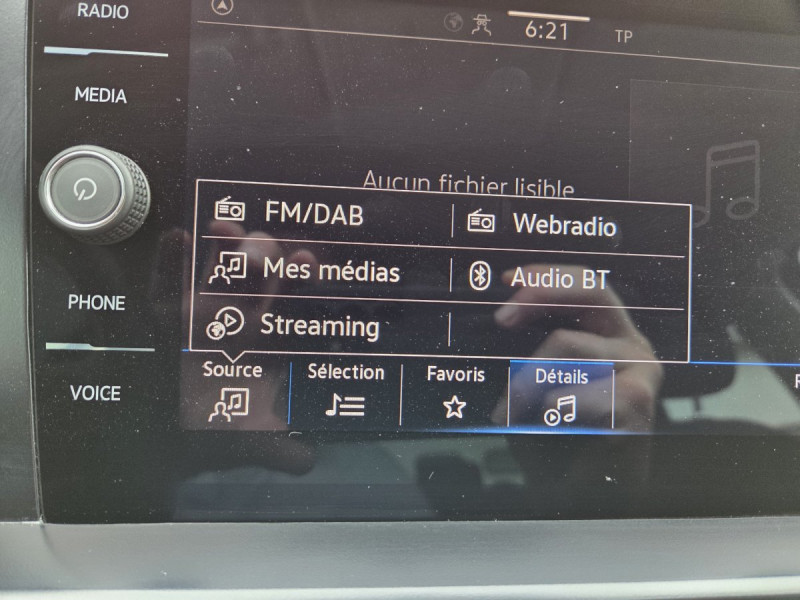 RADIO
6:21 TP
MEDIA
Aucun fichier lisible
FM/DAB Webradio
Mes médias Audio BT
PHONE
Streaming
Source Sélection Favoris Détails
VOICE